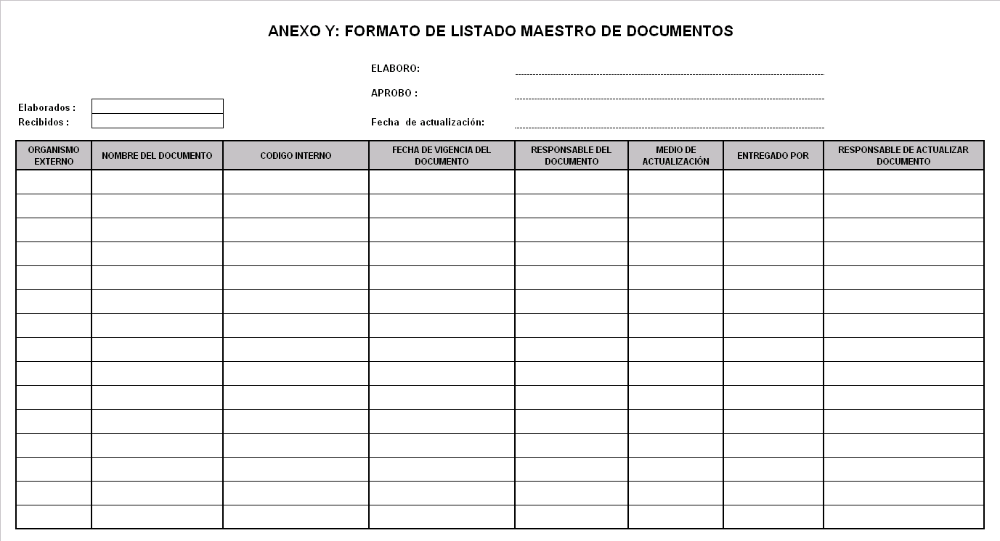 ANEXO Y: FORMATO DE LISTADO MAESTRO DE DOCUMENTOS
ELABORO:
APROBO :
Elaborados :
Recibidos :
Fecha de actualización:
ORGANISMO
EXTERNO
NOMBRE DEL DOCUMENTO
CODIGO INTERNO
FECHA DE VIGENCIA DEL
DOCUMENTO
RESPONSABLE DEL
DOCUMENTO
MEDIO DE
ACTUALIZACIÓN
ENTREGADO POR
RESPONSABLE DE ACTUALIZAR
DOCUMENTO